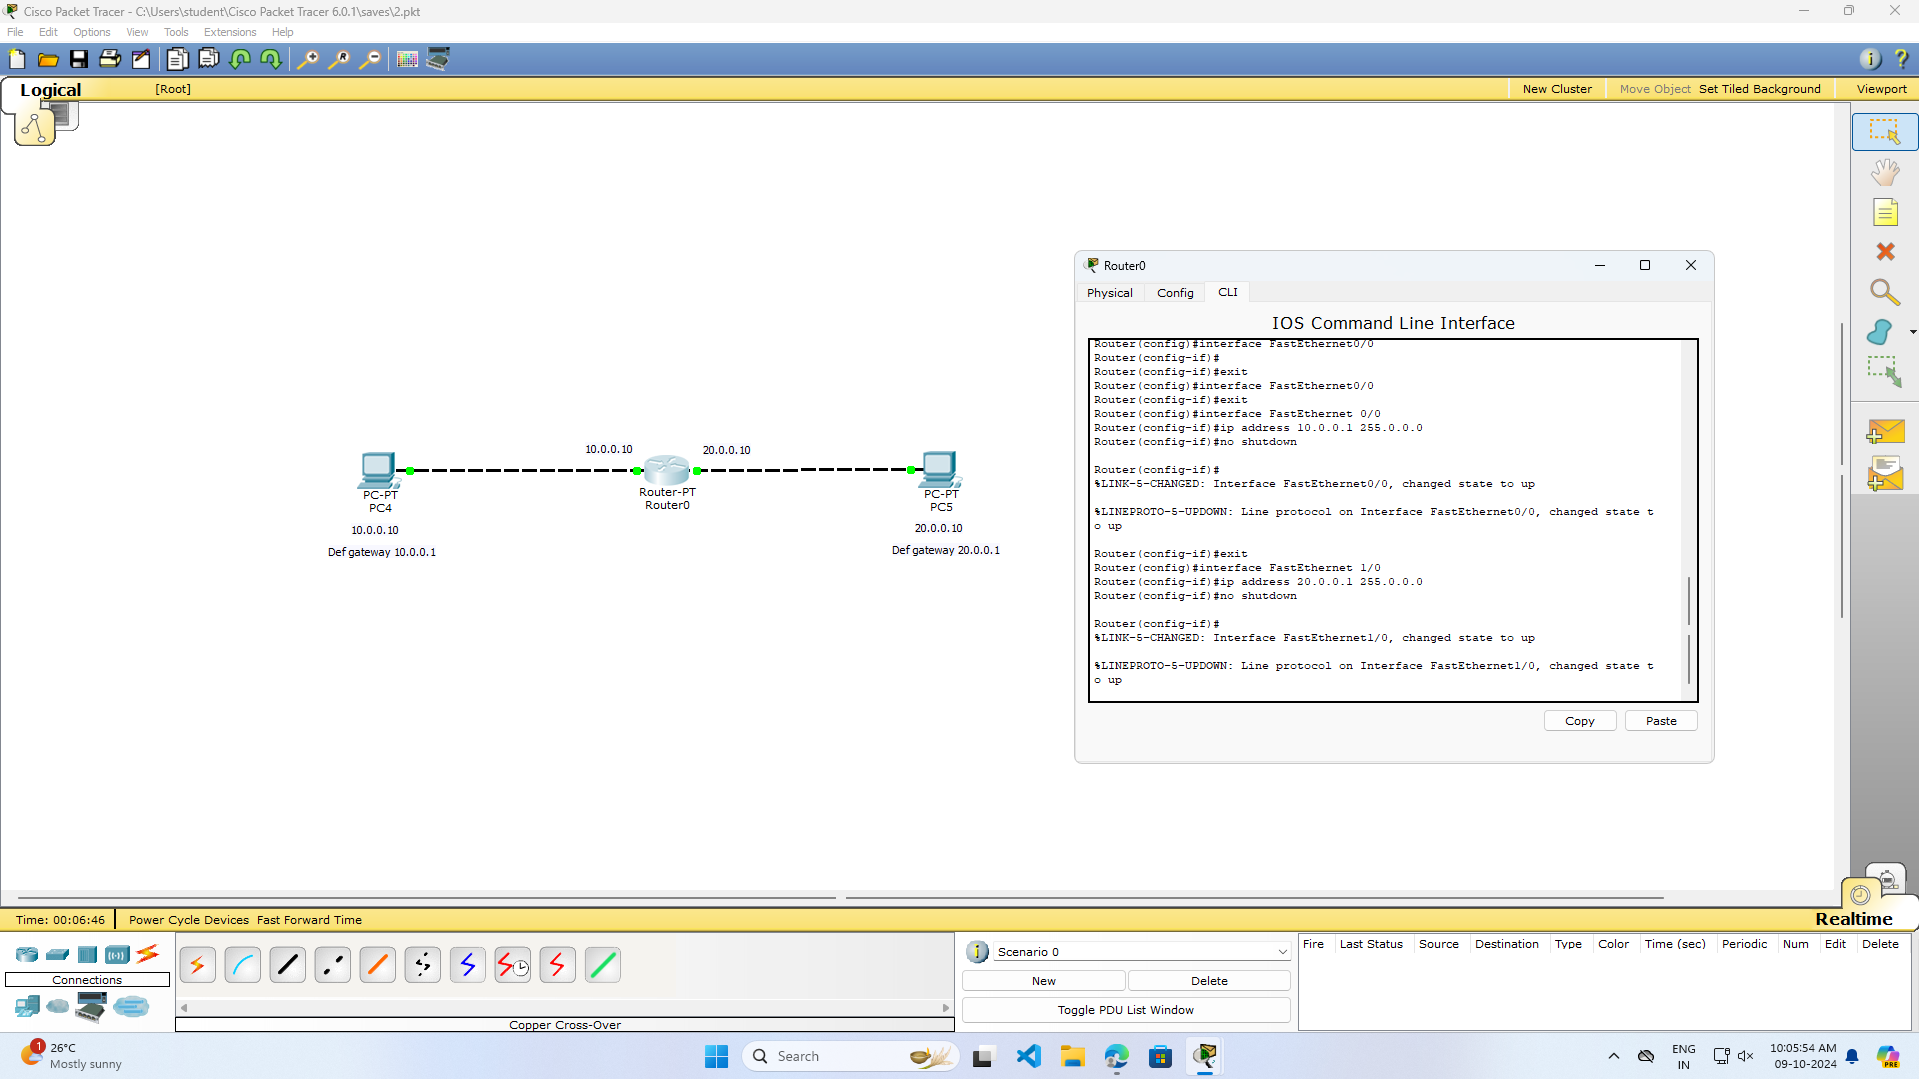 Cisco Packet Tracer - C:\Users\student\Cisco Packet Tracer 6.0.1\saves\2.pkt
File Edit Options View Tools Extensions Help
Logical [Root] New Cluster Move Object Set Tiled Background Viewport
Router0
Physical Config CLI
IOS Command Line Interface
Router(config)#interface FastEthernet0/0
Router(config-if)#
Router(config-if)#exit
Router(config)#interface FastEthernet0/0
Router(config-if)#exit
Router(config)#interface FastEthernet 0/0
Router(config-if)#ip address 10.0.0.1 255.0.0.0
Router(config-if)#no shutdown
Router(config-if)#
%LINK-5-CHANGED: Interface FastEthernet0/0, changed state to up
%LINEPROTO-5-UPDOWN: Line protocol on Interface FastEthernet0/0, changed state t
o up
Router(config-if)#exit
Router(config)#interface FastEthernet 1/0
Router(config-if)#ip address 20.0.0.1 255.0.0.0
Router(config-if)#no shutdown
Router(config-if)#
%LINK-5-CHANGED: Interface FastEthernet1/0, changed state to up
%LINEPROTO-5-UPDOWN: Line protocol on Interface FastEthernet1/0, changed state t
o up
Copy Paste
10.0.0.10 20.0.0.10
PC-PT
PC4
10.0.0.10
Def gateway 10.0.0.1
Router-PT
Router0
PC-PT
PC5
20.0.0.10
Def gateway 20.0.0.1
Time: 00:06:46 Power Cycle Devices Fast Forward Time
Realtime
Connections
Copper Cross-Over
Scenario 0
New Delete
Toggle PDU List Window
Fire Last Status Source Destination Type Color Time (sec) Periodic Num Edit Delete
1
26°C
Mostly sunny
Search
ENG
IN
10:05:54 AM
09-10-2024
PRE